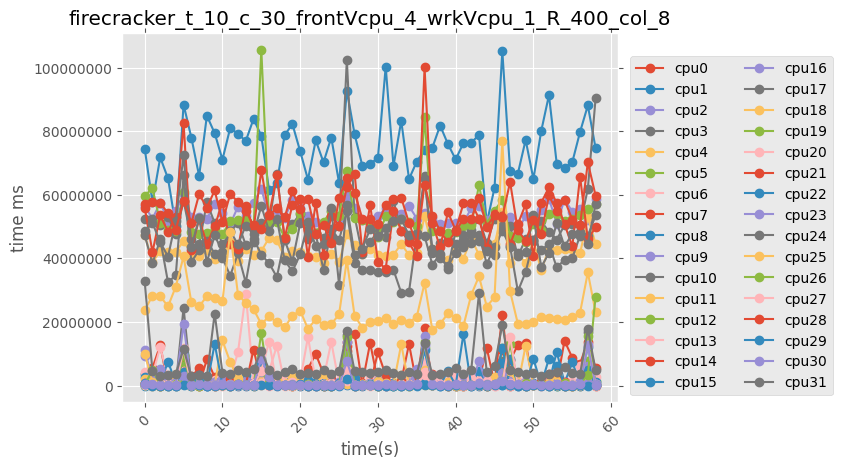 firecracker_t_10_c_30_frontVcpu_4_wrkVcpu_1_R_400_col_8
time ms
100000000
80000000
60000000
40000000
20000000
0
0
10
20
30
40
50
60
time(s)
cpu0
cpu1
cpu2
cpu3
cpu4
cpu5
cpu6
cpu7
cpu8
cpu9
cpu10
cpu11
cpu12
cpu13
cpu14
cpu15
cpu16
cpu17
cpu18
cpu19
cpu20
cpu21
cpu22
cpu23
cpu24
cpu25
cpu26
cpu27
cpu28
cpu29
cpu30
cpu31